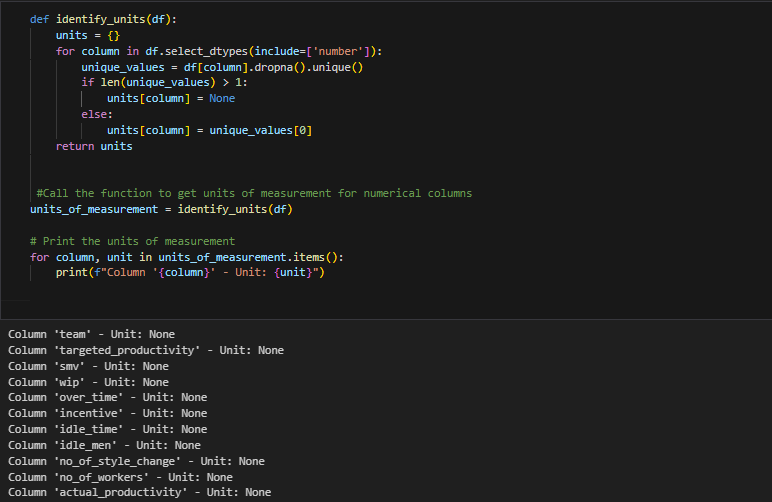 def identify_units(df):
    units = {}
    for column in df.select_dtypes(include=['number']):
        unique_values = df[column].dropna().unique()
        if len(unique_values) > 1:
            units[column] = None
        else:
            units[column] = unique_values[0]
    return units
 #Call the function to get units of measurement for numerical columns
units_of_measurement = identify_units(df)
# Print the units of measurement
for column, unit in units_of_measurement.items():
    print(f"Column '{column}' - Unit: {unit}")
Column 'team' - Unit: None
Column 'targeted_productivity' - Unit: None
Column 'smv' - Unit: None
Column 'wip' - Unit: None
Column 'over_time' - Unit: None
Column 'incentive' - Unit: None
Column 'idle_time' - Unit: None
Column 'idle_men' - Unit: None
Column 'no_of_style_change' - Unit: None
Column 'no_of_workers' - Unit: None
Column 'actual_productivity' - Unit: None